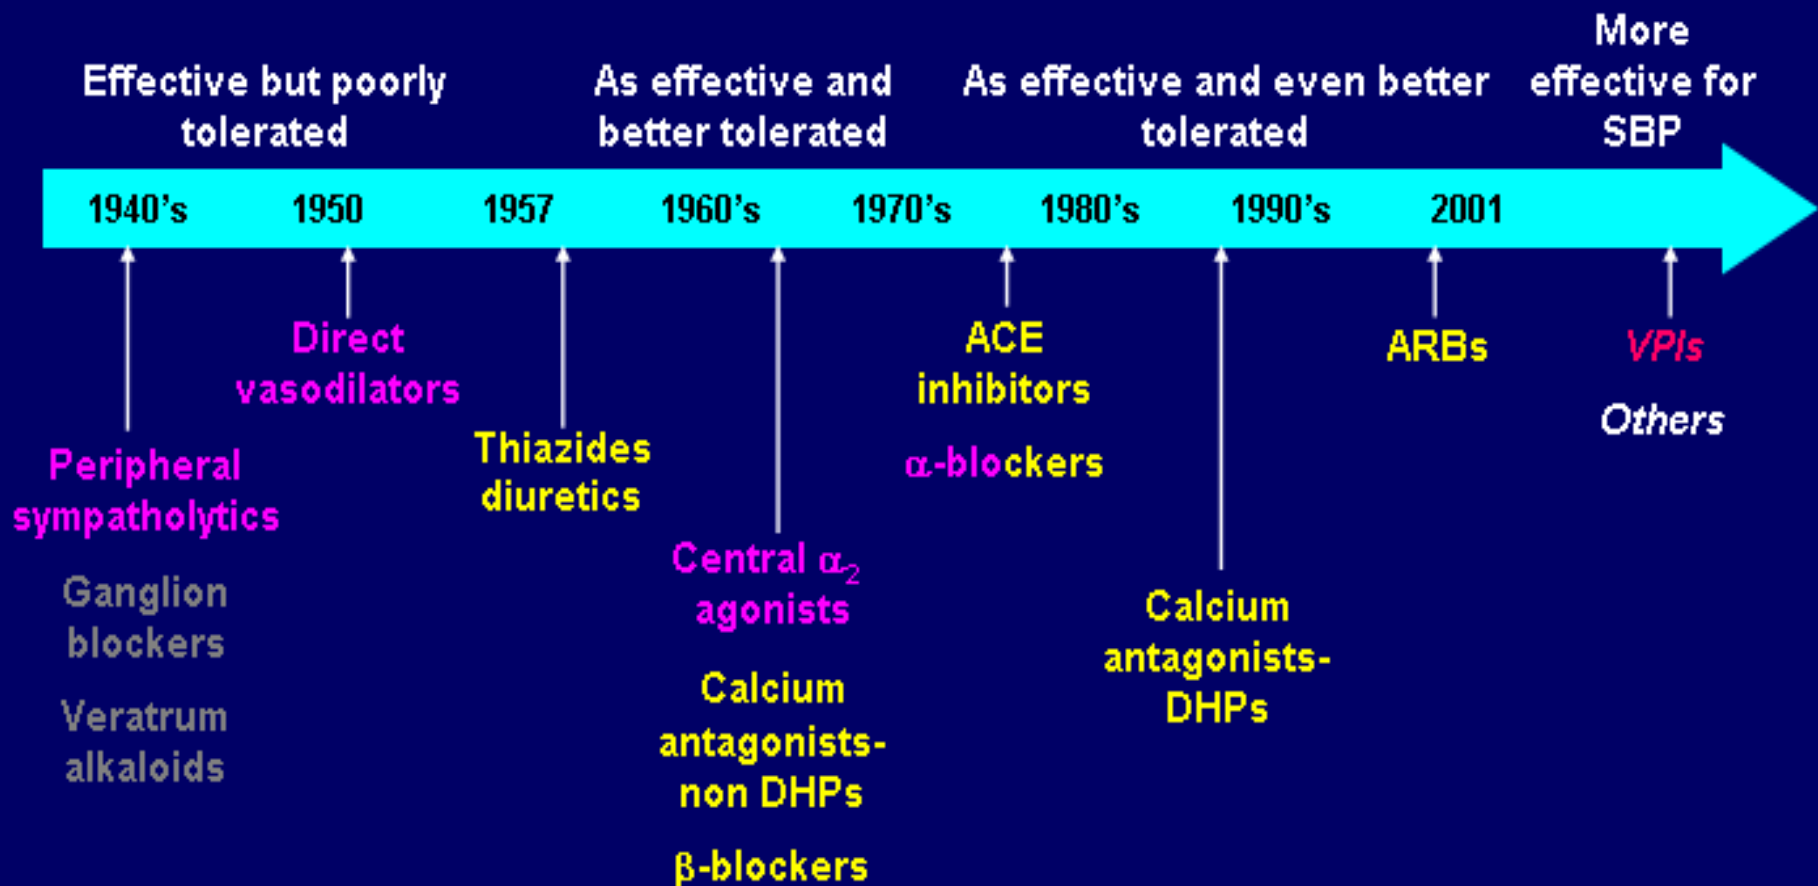 Effective but poorly
tolerated
As effective and
better tolerated
As effective and even better
tolerated
More
effective for
SBP
1940's 1950 1957 1960's 1970's 1980's 1990's 2001
Peripheral
sympatholytics
Ganglion
blockers
Veratrum
alkaloids
Direct
vasodilators
Thiazides
diuretics
Central α₂
agonists
Calcium
antagonists-
non DHPs
β-blockers
ACE
inhibitors
α-blockers
Calcium
antagonists-
DHPs
ARBs
VPIs
Others